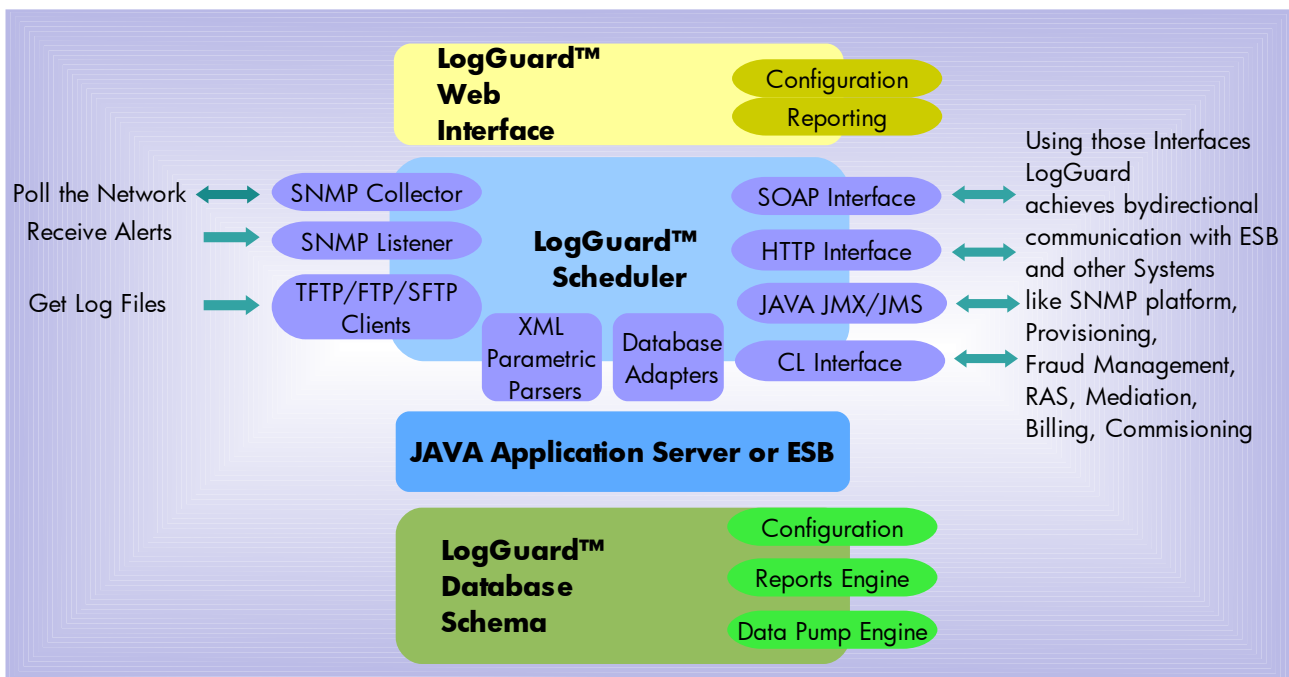 LogGuard™
Web
Interface
Configuration
Reporting
Poll the Network
Receive Alerts
Get Log Files
SNMP Collector
SNMP Listener
TFTP/FTP/SFTP
Clients
LogGuard™
Scheduler
XML
Parametric
Parsers
Database
Adapters
SOAP Interface
HTTP Interface
JAVA JMX/JMS
CL Interface
Using those Interfaces
LogGuard
achieves bydirectional
communication with ESB
and other Systems
like SNMP platform,
Provisioning,
Fraud Management,
RAS, Mediation,
Billing, Commisioning
JAVA Application Server or ESB
LogGuard™
Database
Schema
Configuration
Reports Engine
Data Pump Engine